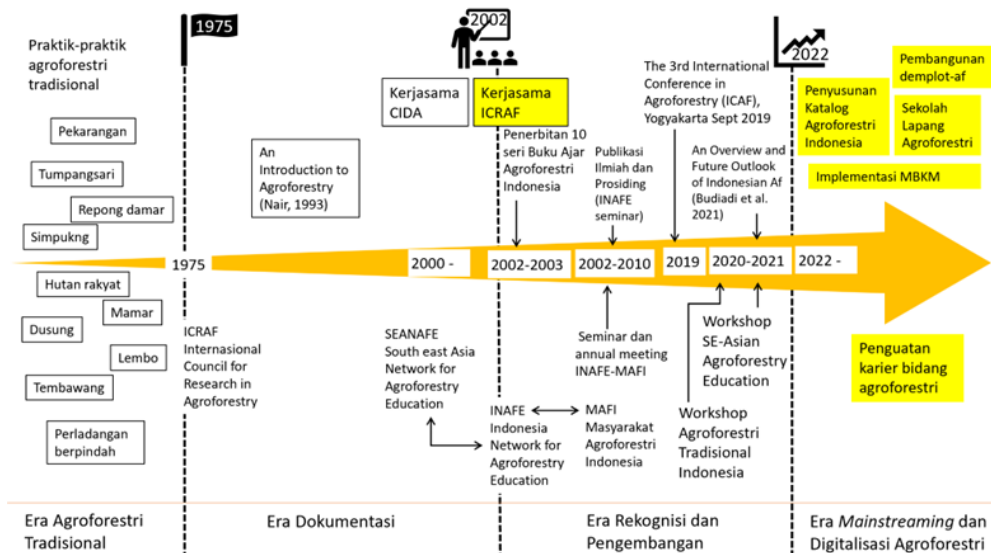 Praktik-praktik
agroforestri
tradisional
Pekarangan
Tumpangsari
Repong damar
Simpukng
Hutan rakyat
Mamar
Dusung
Lembo
Tembawang
Perladangan
berpindah
1975
1975
ICRAF
Internasional
Council for
Research in
Agroforestry
An
Introduction to
Agroforestry
(Nair, 1993)
2002
Kerjasama
CIDA
Kerjasama
ICRAF
Penerbitan 10
seri Buku Ajar
Agroforestri
Indonesia
Publikasi
Ilmiah dan
Prosiding
(INAFE
seminar)
The 3rd International
Conference in
Agroforestry (ICAF),
Yogyakarta Sept 2019
An Overview and
Future Outlook
of Indonesian Af
(Budiadi et al.
2021)
2022
Penyusunan
Katalog
Agroforestri
Indonesia
Pembangunan
demplot-af
Sekolah
Lapang
Agroforestri
Implementasi MBKM
2000 -
2002-2003
2002-2010
2019
2020-2021
2022 -
SEANAFE
South east Asia
Network for
Agroforestry
Education
INAFE
Indonesia
Network for
Agroforestry
Education
MAFI
Masyarakat
Agroforestri
Indonesia
Seminar dan
annual meeting
INAFE-MAFI
Workshop
SE-Asian
Agroforestry
Education
Workshop
Agroforestri
Tradisional
Indonesia
Penguatan
karier bidang
agroforestri
Era Agroforestri
Tradisional
Era Dokumentasi
Era Rekognisi dan
Pengembangan
Era Mainstreaming dan
Digitalisasi Agroforestri